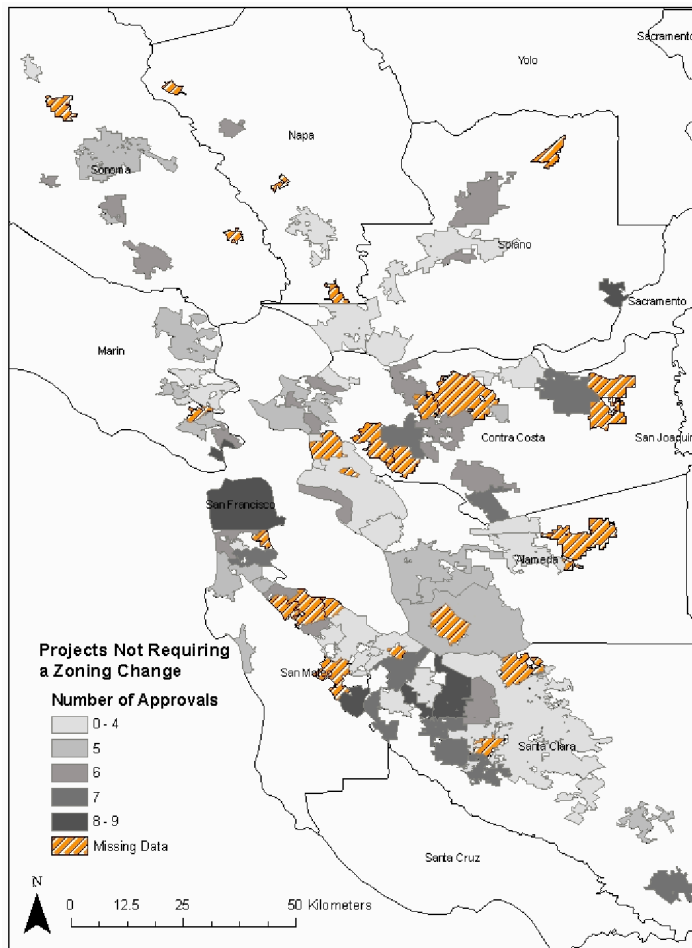 Sacramento
Yolo
Napa
Sonoma
Solano
Sacramento
Marin
Contra Costa
San Joaquin
San Francisco
Alameda
Projects Not Requiring
a Zoning Change
San Mateo
Number of Approvals
0 - 4
5
6
7
8 - 9
Missing Data
Santa Clara
Santa Cruz
N
0 12.5 25 50 Kilometers